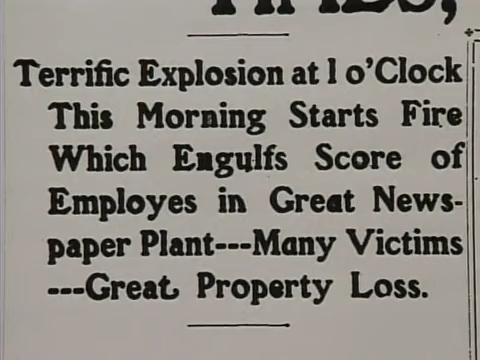 Terrific Explosion at 1 o'Clock
This Morning Starts Fire
Which Engulfs Score of
Employes in Great News-
paper Plant---Many Victims
---Great Property Loss.